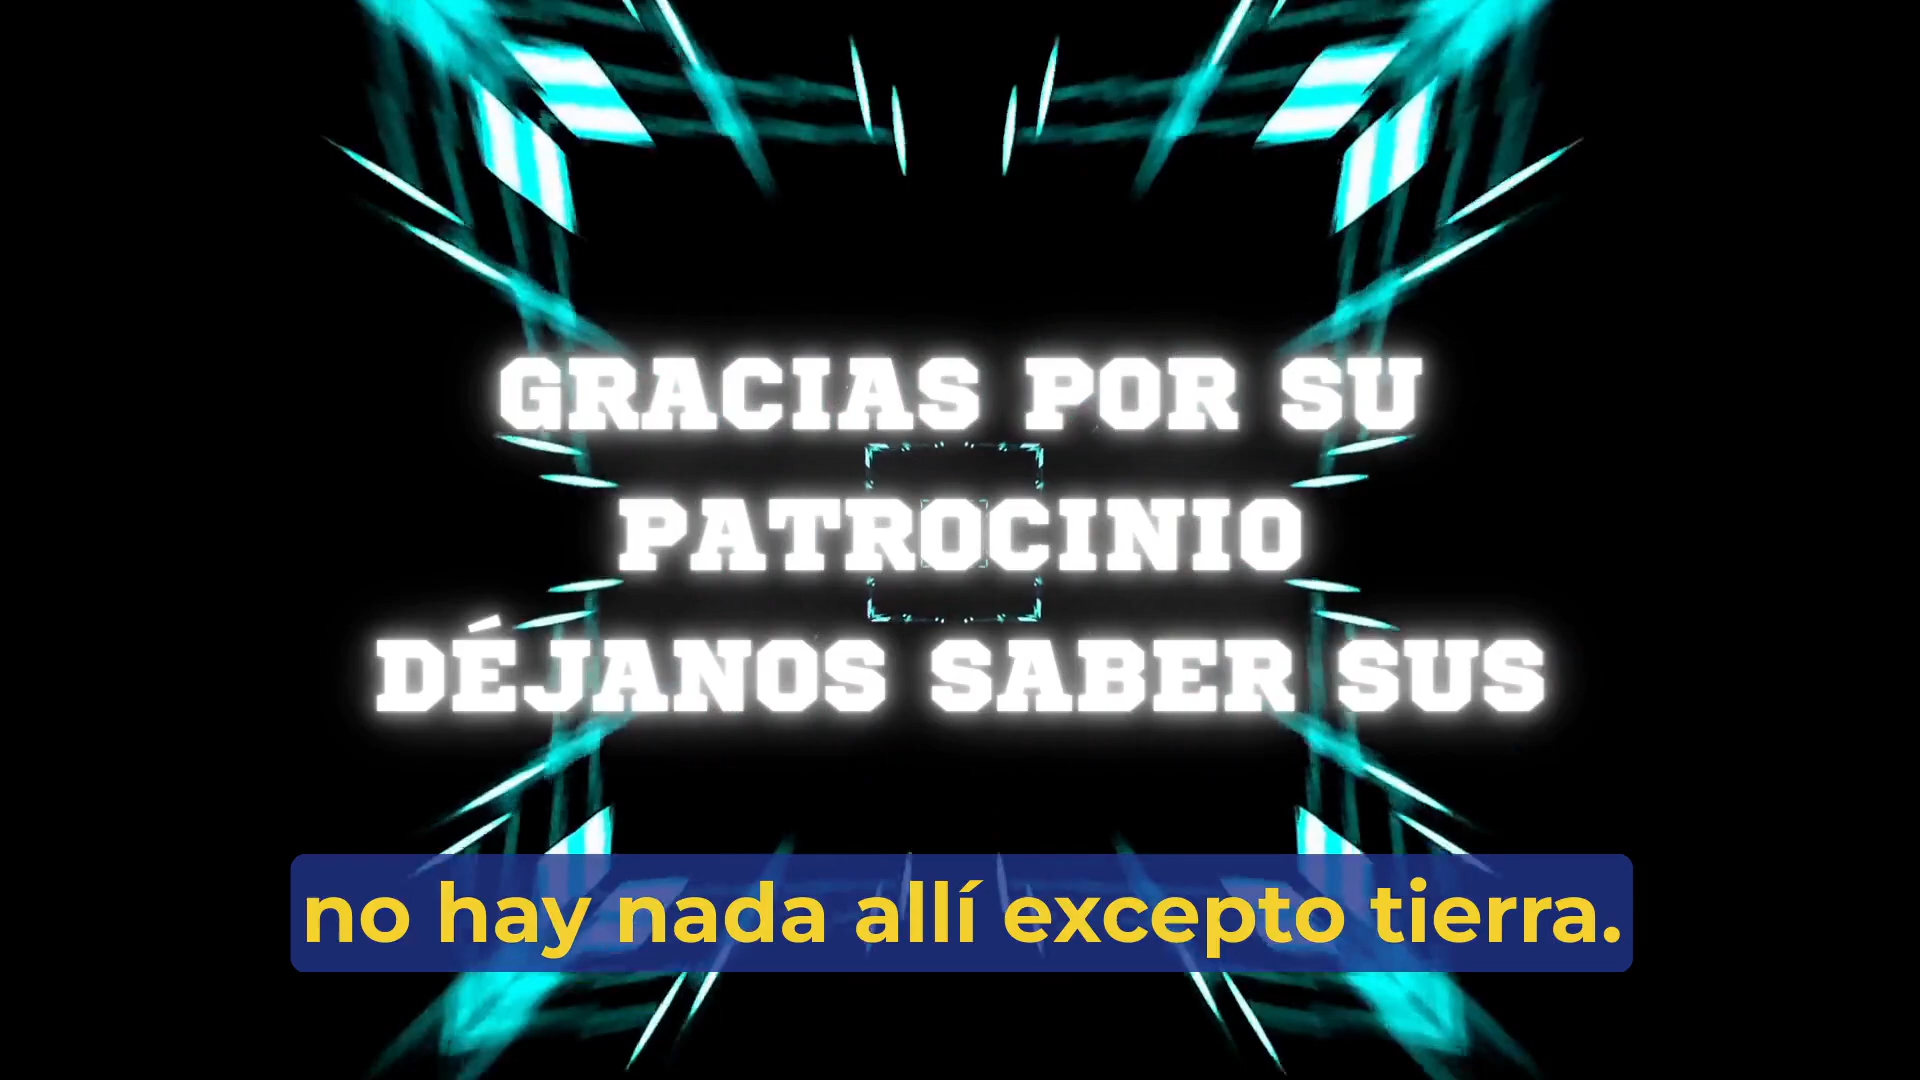 GRACIAS POR SU
PATROCINIO
DÉJANOS SABER SUS
no hay nada allí excepto tierra.